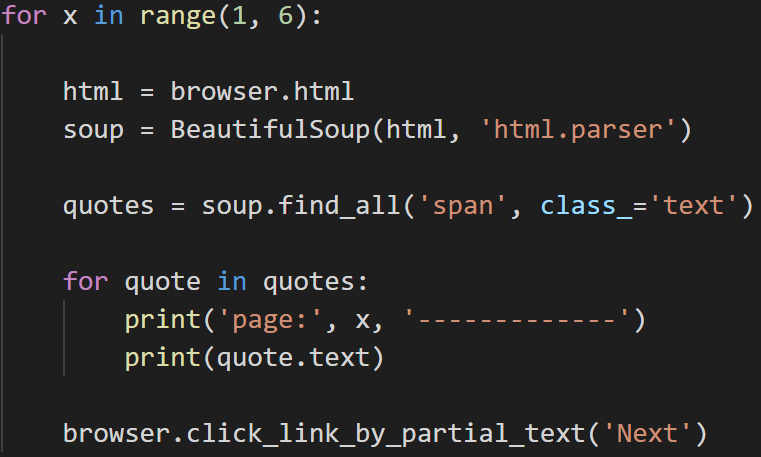 for x in range(1, 6):
    html = browser.html
    soup = BeautifulSoup(html, 'html.parser')
    quotes = soup.find_all('span', class_='text')
    for quote in quotes:
        print('page:', x, '-------------')
        print(quote.text)
    browser.click_link_by_partial_text('Next')